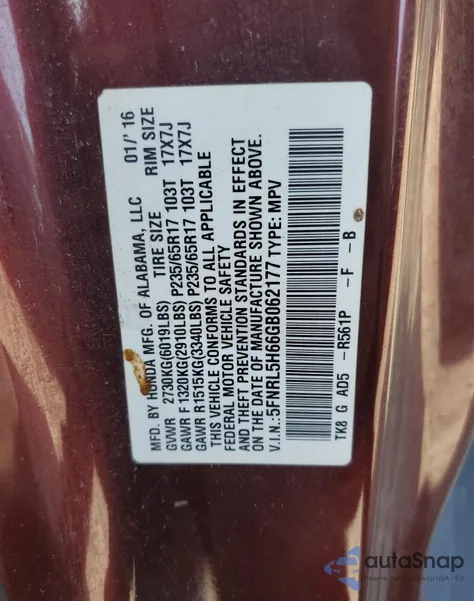 MFD. BY HONDA MFG. OF ALABAMA, LLC 01/'16
GVWR 2730KG(6019LBS) TIRE SIZE RIM SIZE
GAWR F 1320KG(2910LBS) P235/65R17 103T 17X7J
GAWR R1515KG(3340LBS) P235/65R17 103T 17X7J
THIS VEHICLE CONFORMS TO ALL APPLICABLE
FEDERAL MOTOR VEHICLE SAFETY
AND THEFT PREVENTION STANDARDS IN EFFECT
ON THE DATE OF MANUFACTURE SHOWN ABOVE.
V.I.N.:5FNRL5H66GB062177 TYPE: MPV
TK8 G AD5 -R561P -F -B
autoSnap